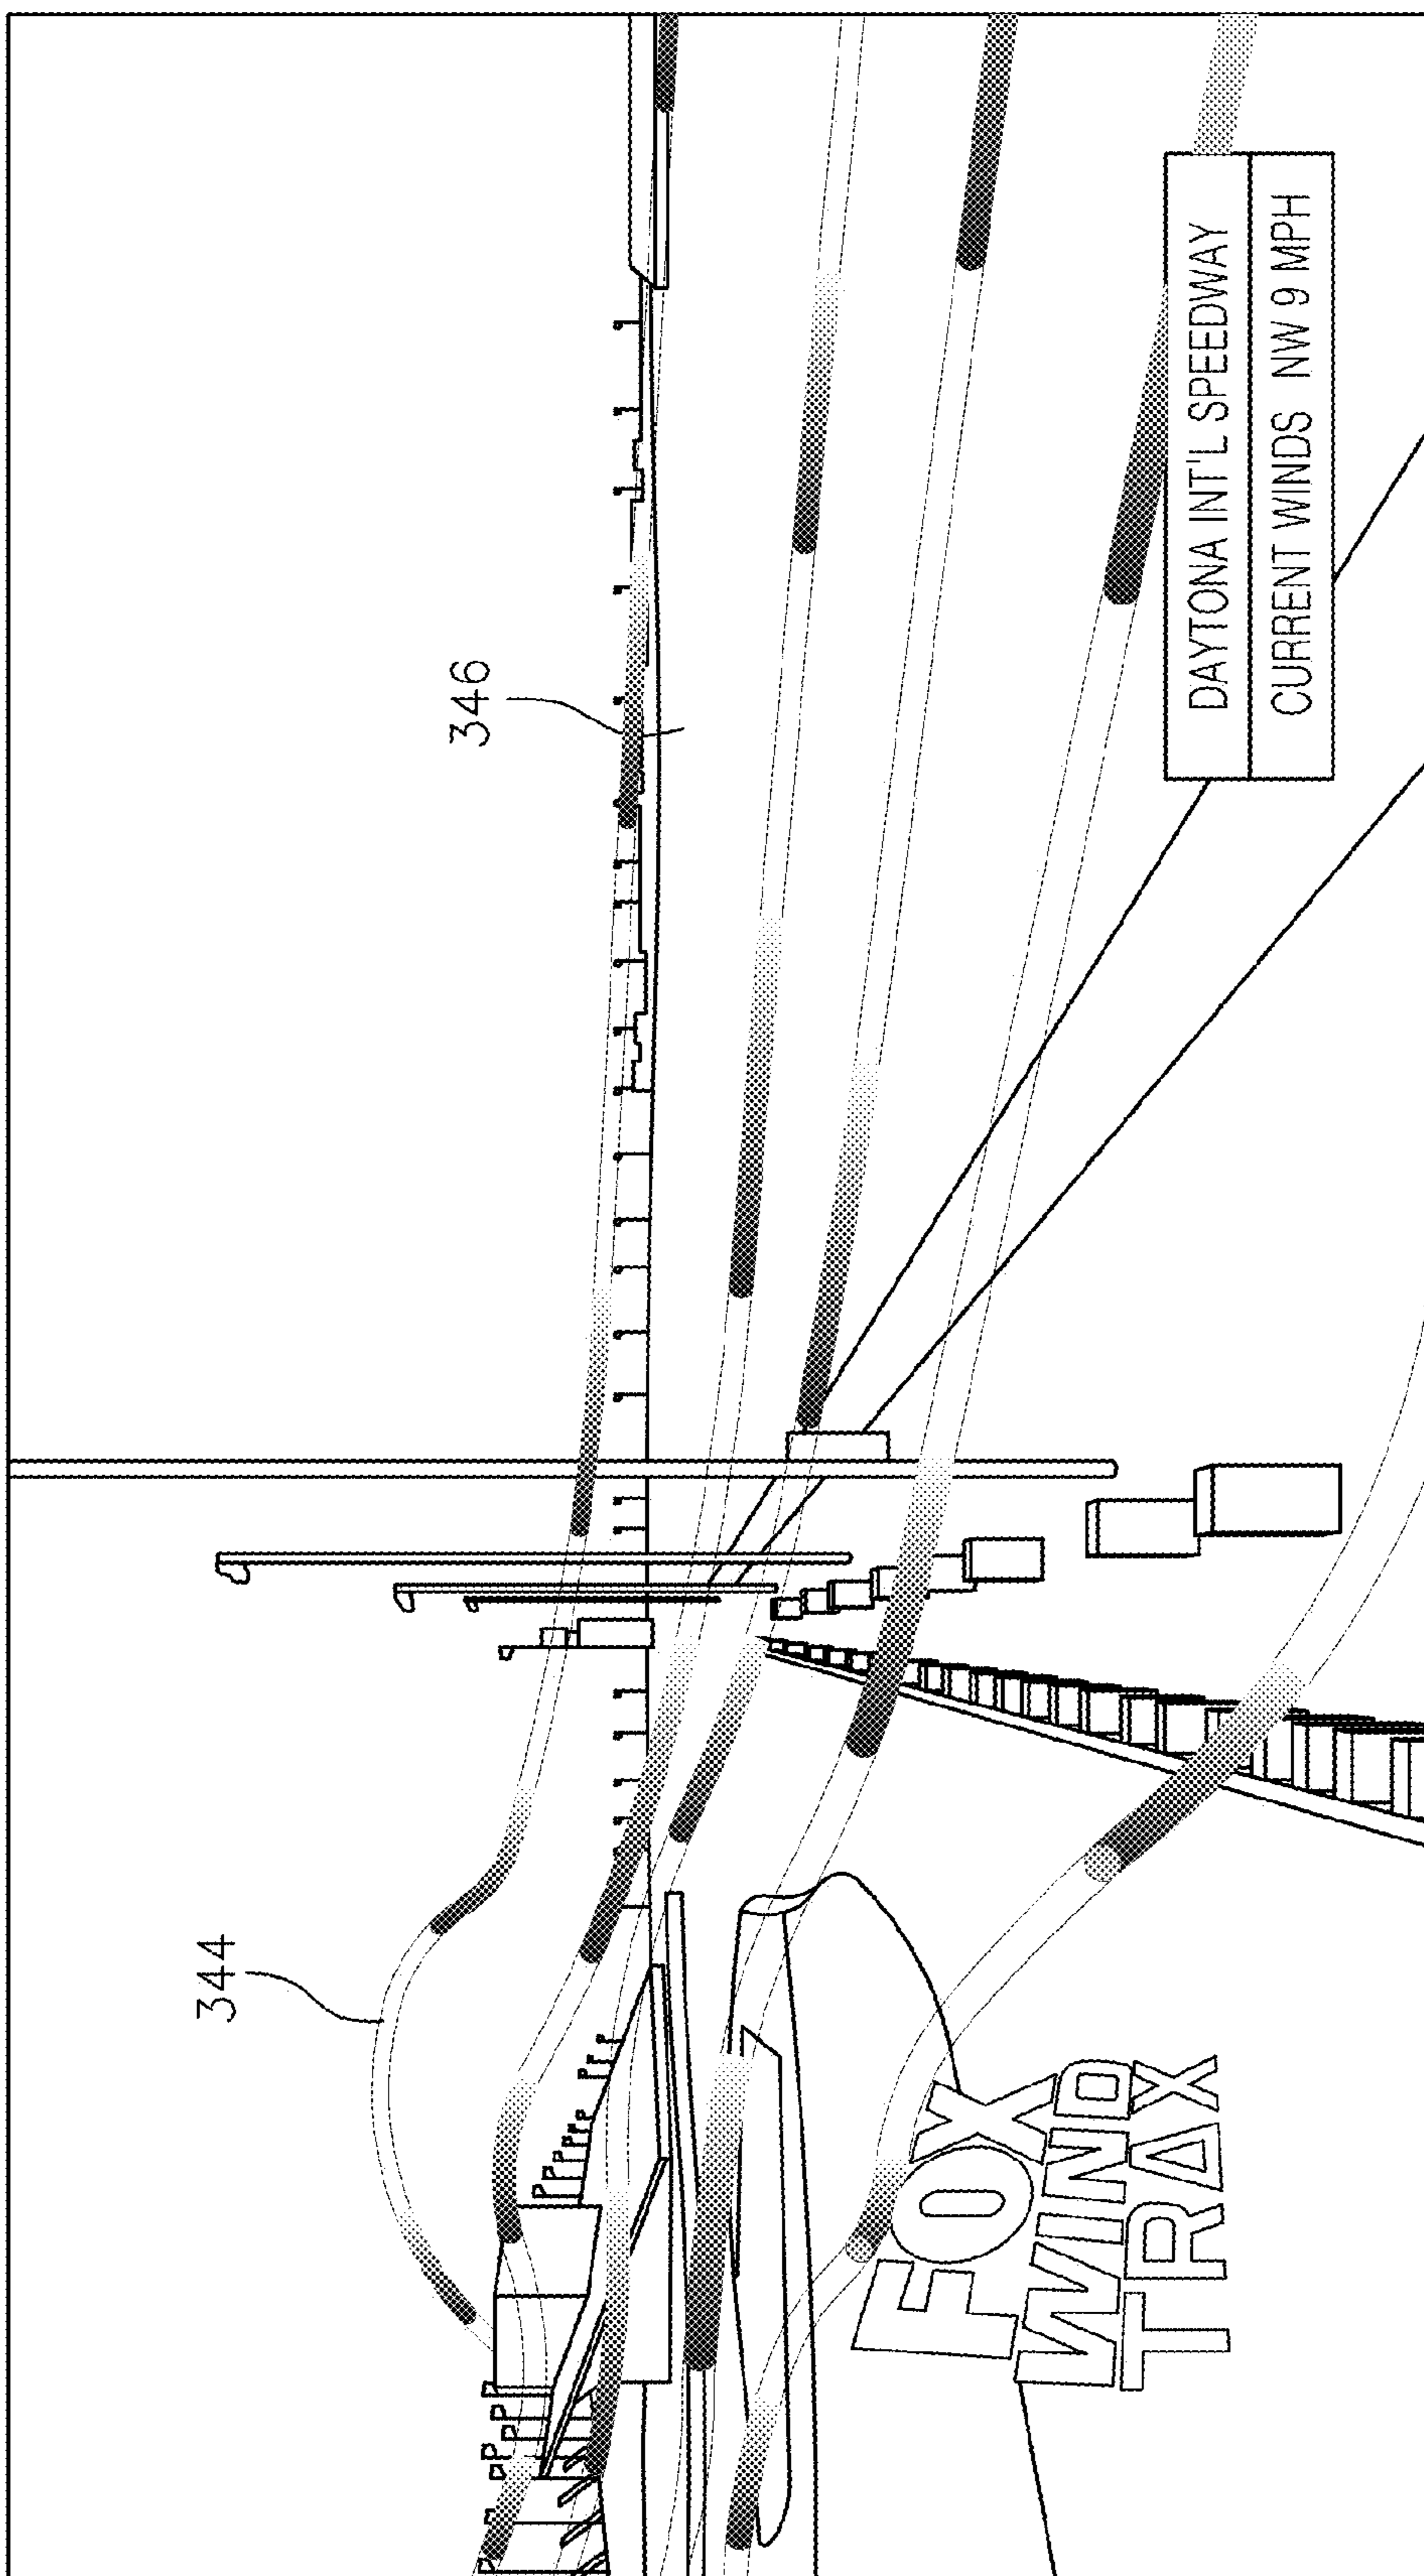 344
346
FOX
WIND
TRAX
DAYTONA INT'L SPEEDWAY
CURRENT WINDS NW 9 MPH